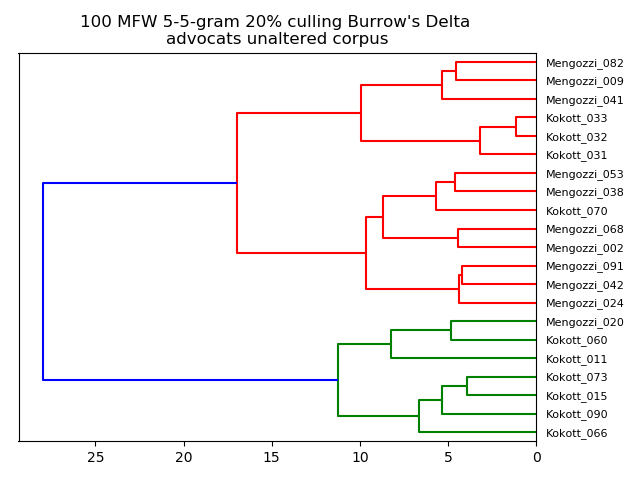 100 MFW 5-5-gram 20% culling Burrow's Delta
advocats unaltered corpus
Mengozzi_082
Mengozzi_009
Mengozzi_041
Kokott_033
Kokott_032
Kokott_031
Mengozzi_053
Mengozzi_038
Kokott_070
Mengozzi_068
Mengozzi_002
Mengozzi_091
Mengozzi_042
Mengozzi_024
Mengozzi_020
Kokott_060
Kokott_011
Kokott_073
Kokott_015
Kokott_090
Kokott_066
25 20 15 10 5 0